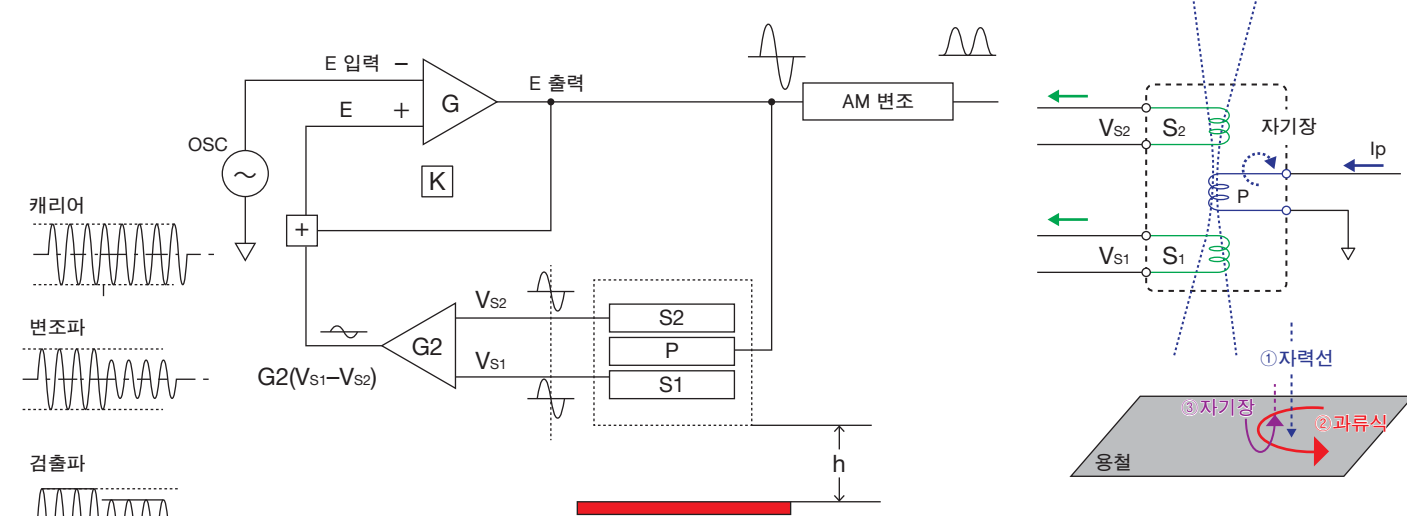 E 입력 −
E +
G
E 출력
AM 변조
OSC
K
+
캐리어
변조파
검출파
VS2
VS1
G2
G2(VS1–VS2)
S2
P
S1
h
VS2
S2
자기장
Ip
P
VS1
S1
①자력선
③자기장
②과류식
용철